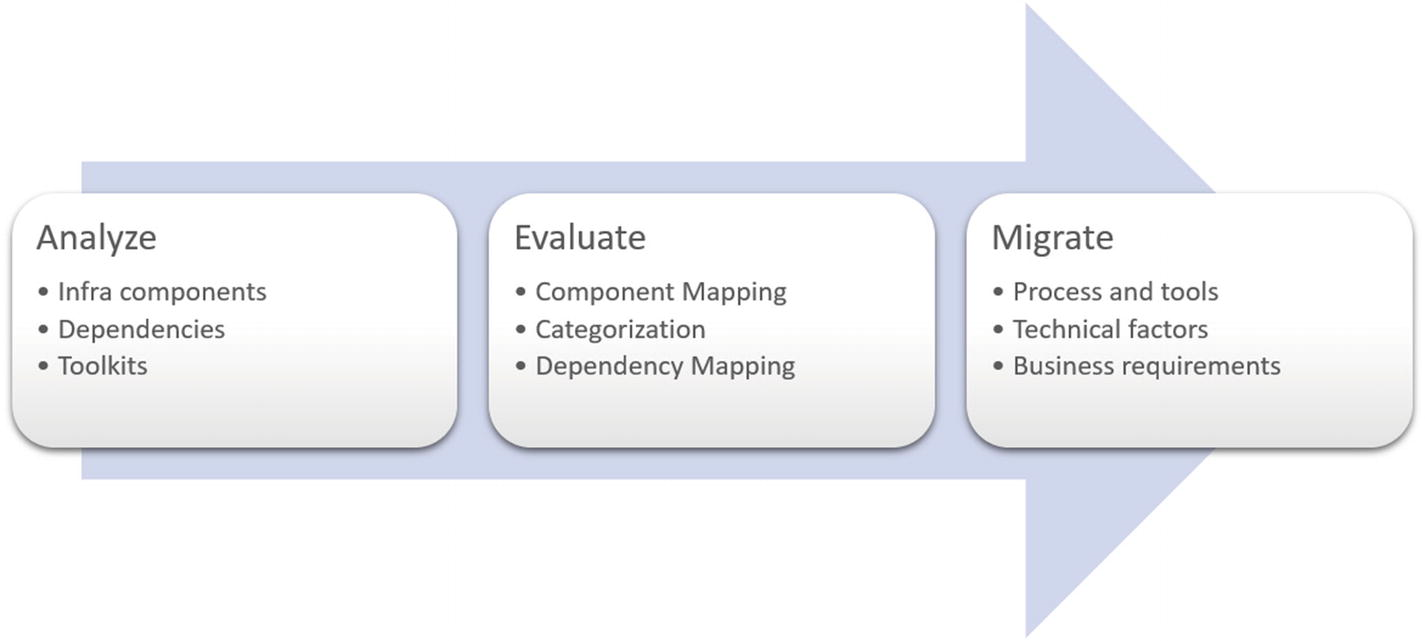 Analyze
• Infra components
• Dependencies
• Toolkits
Evaluate
• Component Mapping
• Categorization
• Dependency Mapping
Migrate
• Process and tools
• Technical factors
• Business requirements